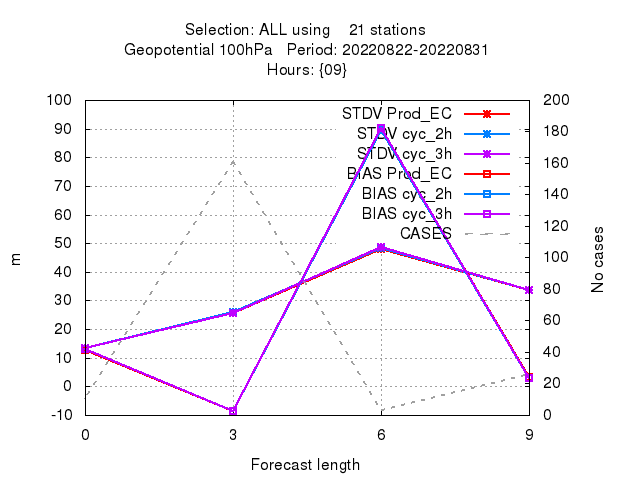 Selection: ALL using    21 stations
Geopotential 100hPa   Period: 20220822-20220831
Hours: {09}
100
90
80
70
60
50
40
30
20
10
0
-10
200
180
160
140
120
100
80
60
40
20
0
STDV Prod_EC
STDV cyc_2h
STDV cyc_3h
BIAS Prod_EC
BIAS cyc_2h
BIAS cyc_3h
CASES
m
No cases
0 3 6 9
Forecast length